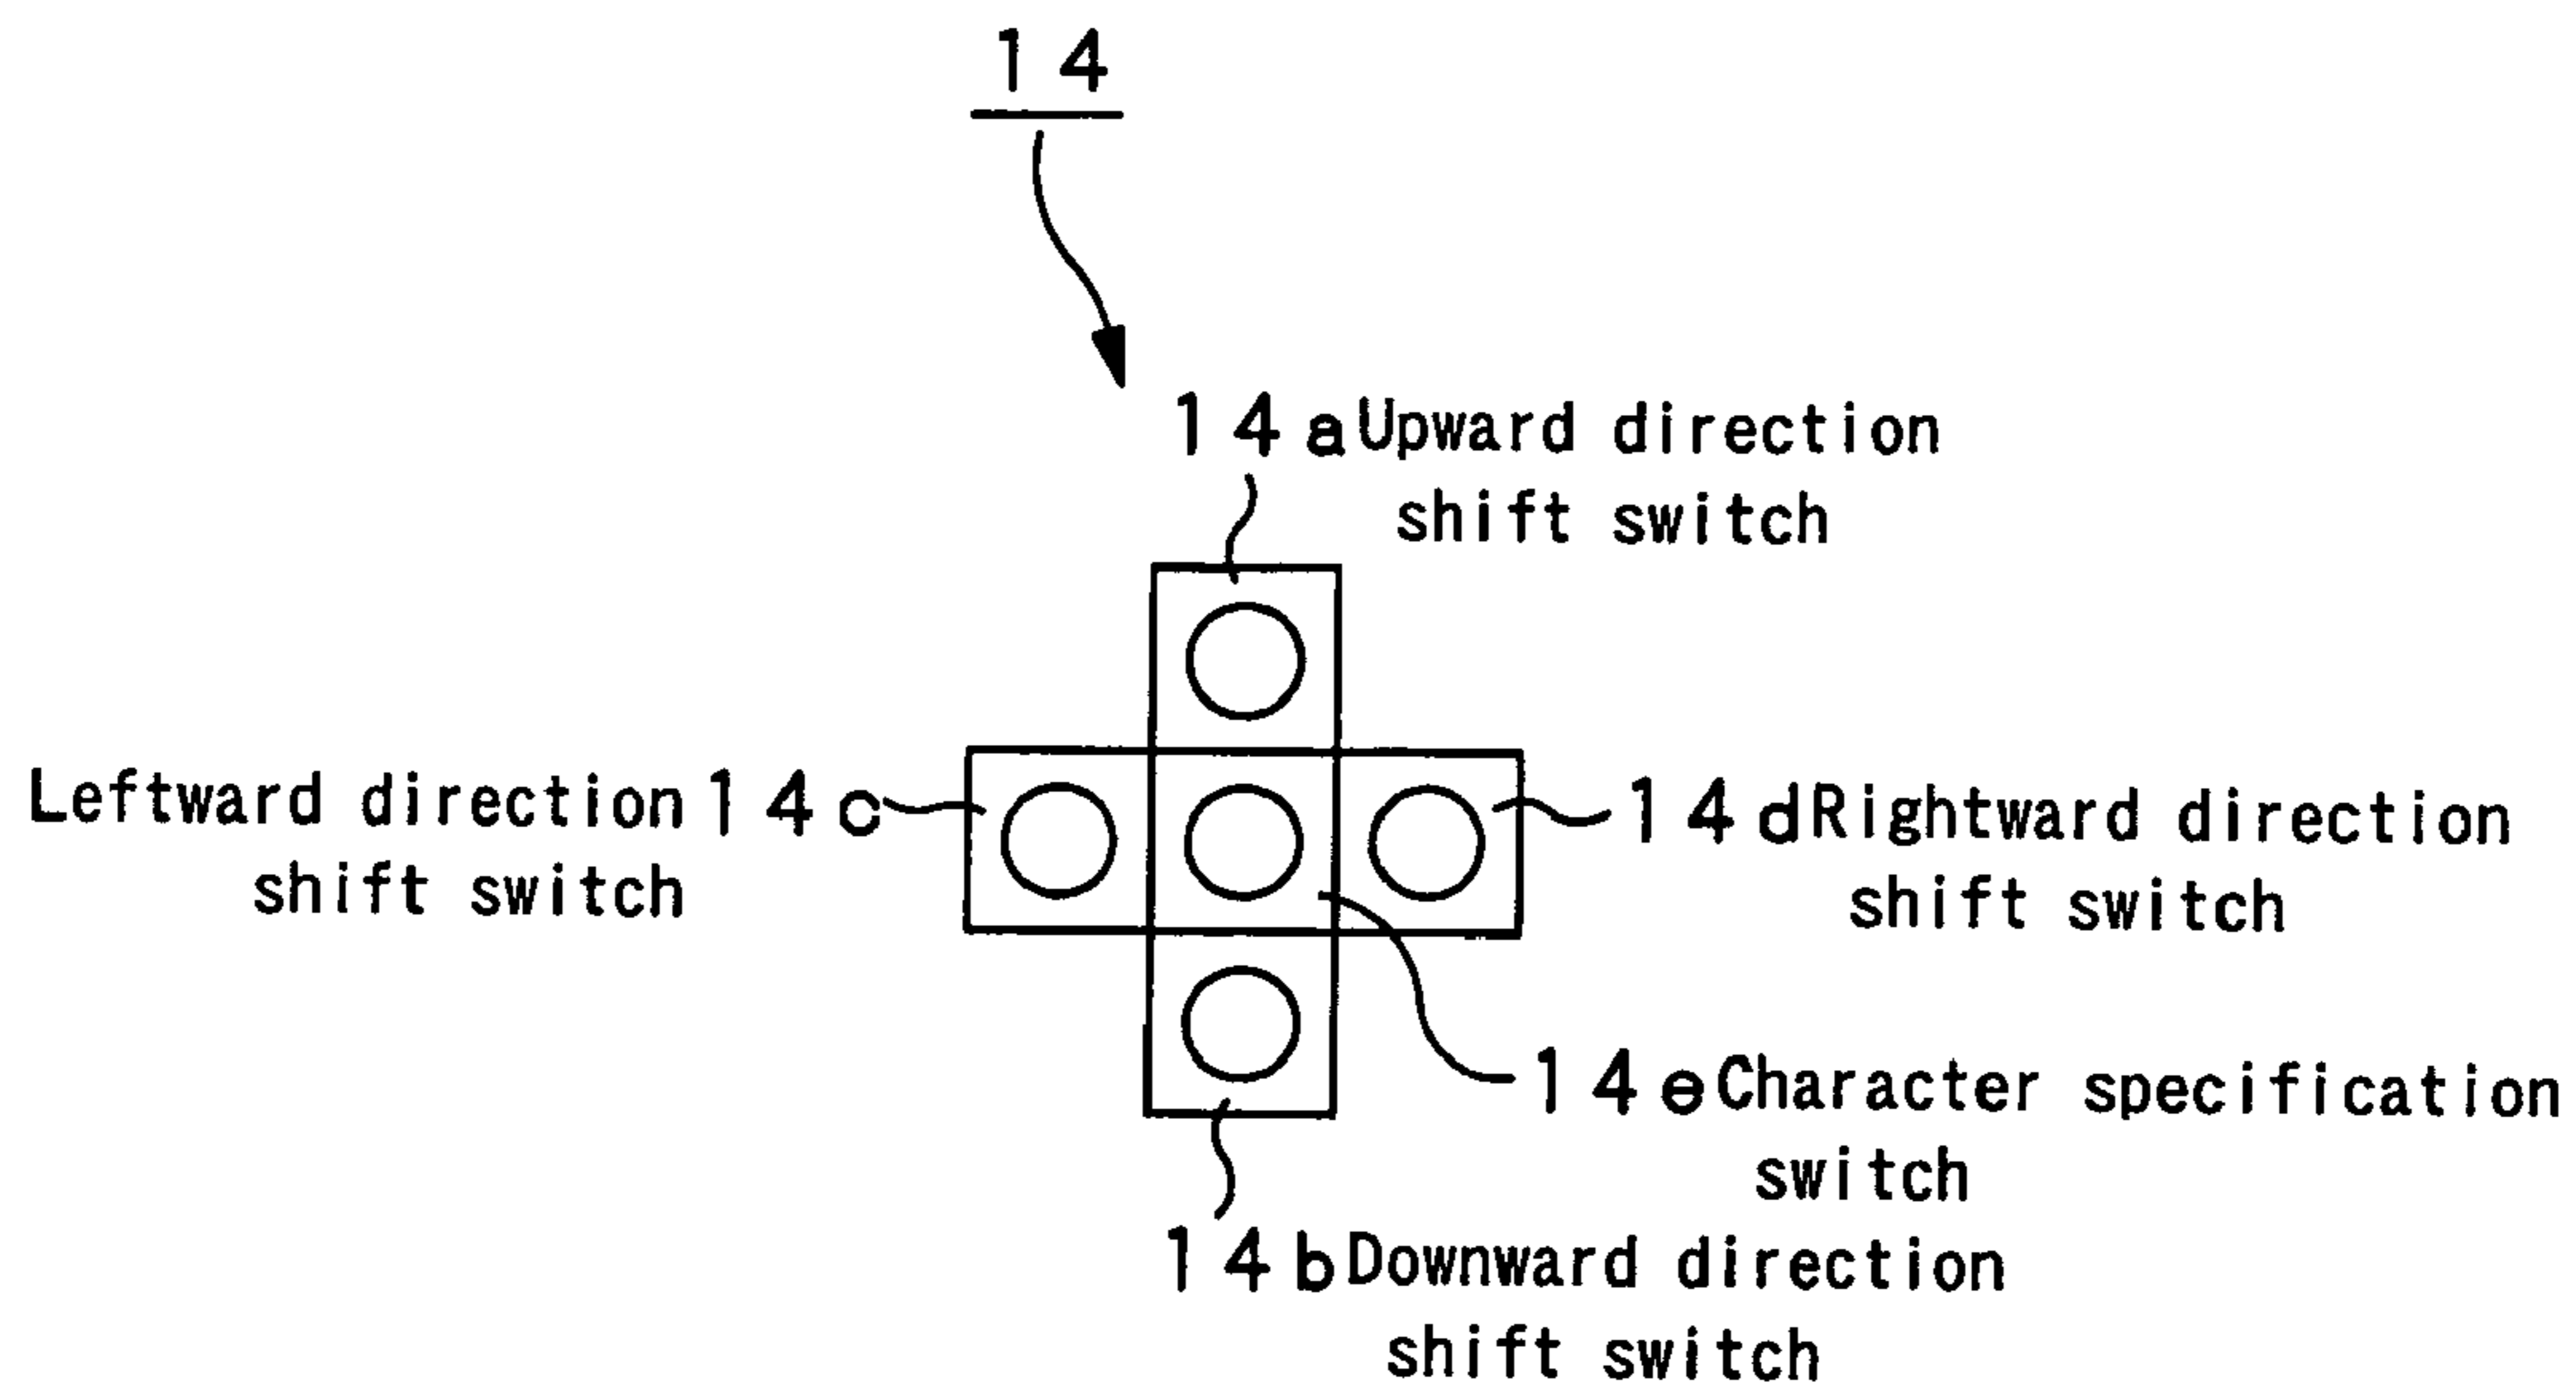 14
14aUpward direction
shift switch
Leftward direction 14c
shift switch
14dRightward direction
shift switch
14eCharacter specification
switch
14bDownward direction
shift switch